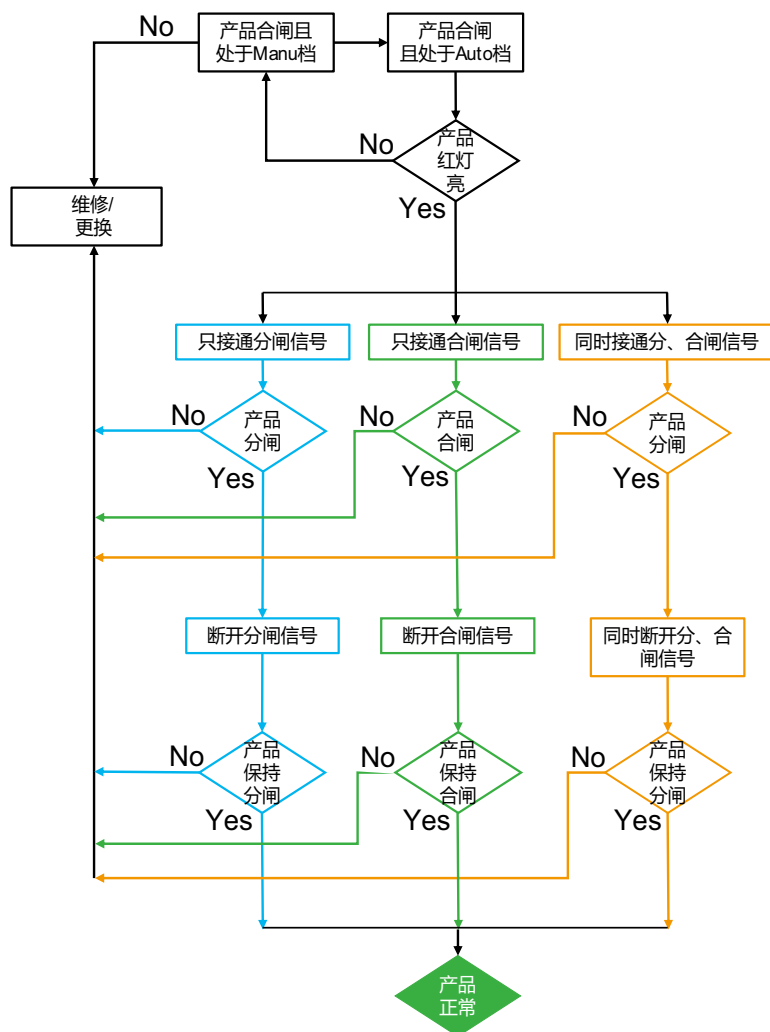 No
产品合闸且
处于Manu档
产品合闸
且处于Auto档
No
产品
红灯
亮
Yes
维修/
更换
只接通分闸信号
只接通合闸信号
同时接通分、合闸信号
No
产品
分闸
Yes
No
产品
合闸
Yes
No
产品
分闸
Yes
断开分闸信号
断开合闸信号
同时断开分、合
闸信号
No
产品
保持
分闸
Yes
No
产品
保持
合闸
Yes
No
产品
保持
分闸
Yes
产品
正常